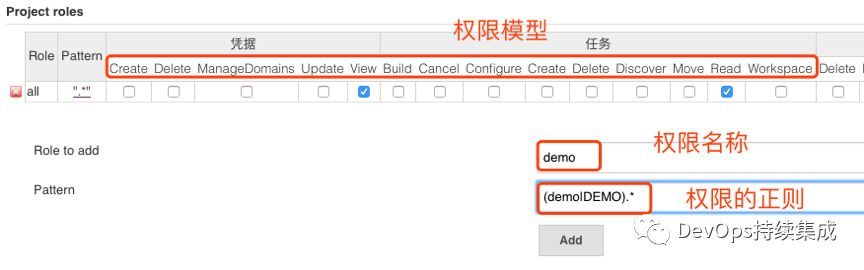 Project roles
权限模型
凭据 任务
Role Pattern Create Delete ManageDomains Update View Build Cancel Configure Create Delete Discover Move Read Workspace Delete
all ".*"
权限名称
Role to add demo
Pattern (demo|DEMO).* 权限的正则
Add DevOps持续集成